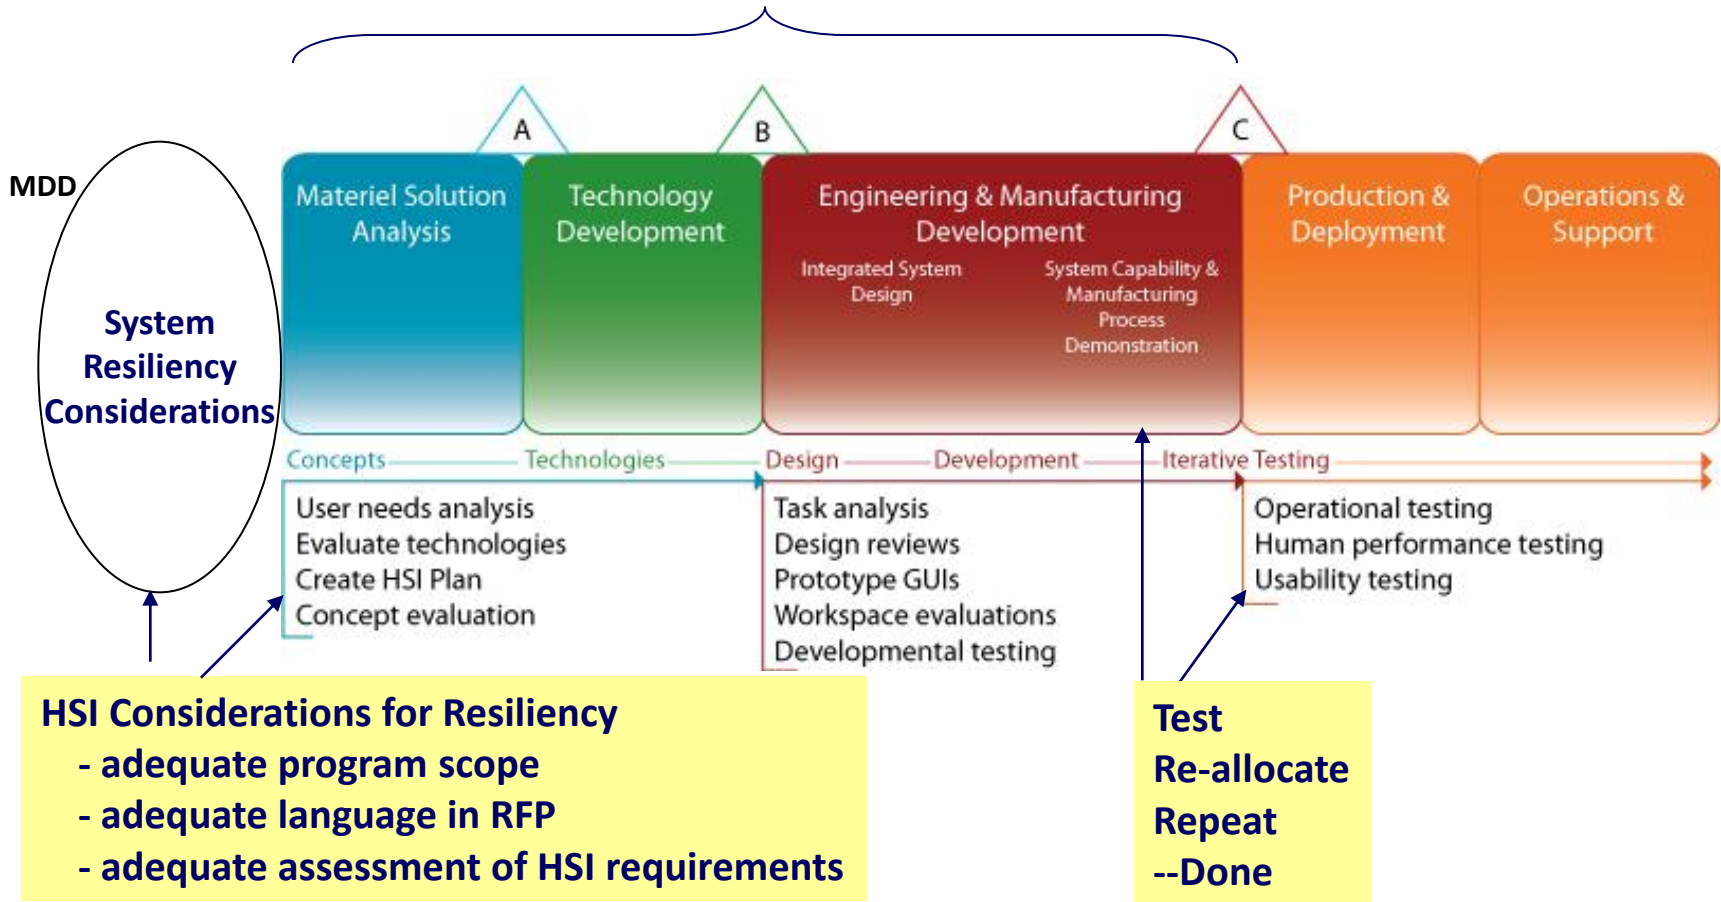 A
B
C
MDD
System
Resiliency
Considerations
Materiel Solution
Analysis
Technology
Development
Engineering & Manufacturing
Development
Integrated System
Design
System Capability &
Manufacturing
Process
Demonstration
Production &
Deployment
Operations &
Support
Concepts
Technologies
Design
Development
Iterative Testing
User needs analysis
Evaluate technologies
Create HSI Plan
Concept evaluation
Task analysis
Design reviews
Prototype GUIs
Workspace evaluations
Developmental testing
Operational testing
Human performance testing
Usability testing
HSI Considerations for Resiliency
- adequate program scope
- adequate language in RFP
- adequate assessment of HSI requirements
Test
Re-allocate
Repeat
--Done